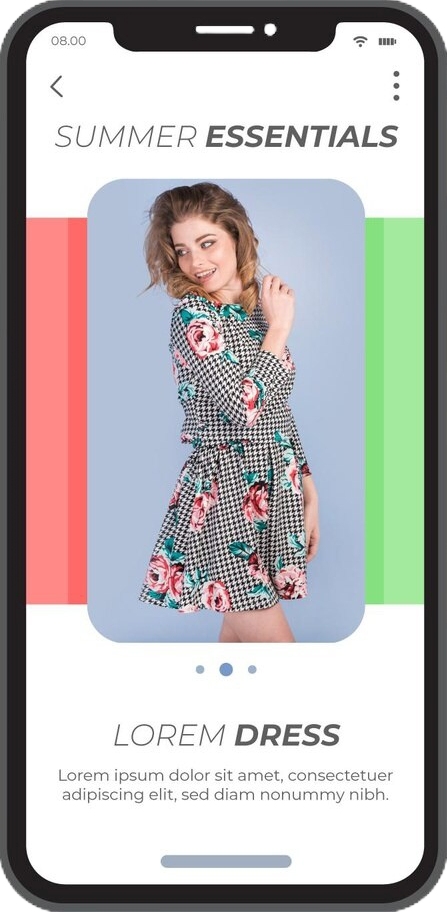 08.00
SUMMER ESSENTIALS
LOREM DRESS
Lorem ipsum dolor sit amet, consectetuer
adipiscing elit, sed diam nonummy nibh.